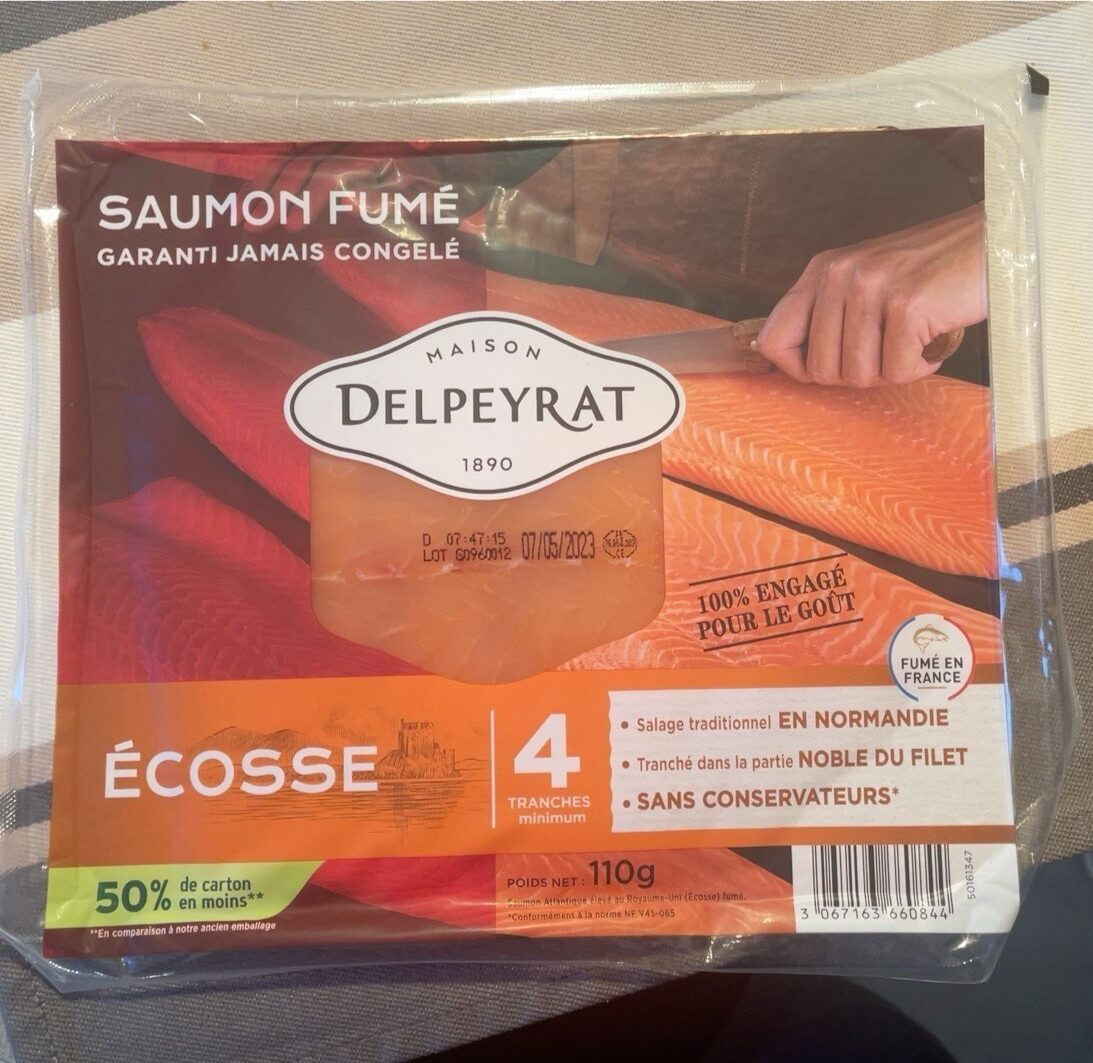 SAUMON FUMÉ
GARANTI JAMAIS CONGELÉ
MAISON
DELPEYRAT
1890
D 07:47:15
LOT G0960012
07/05/2023
100% ENGAGÉ
POUR LE GOÛT
FUMÉ EN
FRANCE
ÉCOSSE
4
TRANCHES
minimum
• Salage traditionnel EN NORMANDIE
• Tranché dans la partie NOBLE DU FILET
• SANS CONSERVATEURS*
50% de carton
en moins**
**En comparaison à notre ancien emballage
POIDS NET : 110g
Saumon Atlantique élevé au Royaume-Uni (Écosse) fumé.
*Conformément à la norme NF V45-065
3 067163 660844
50161347